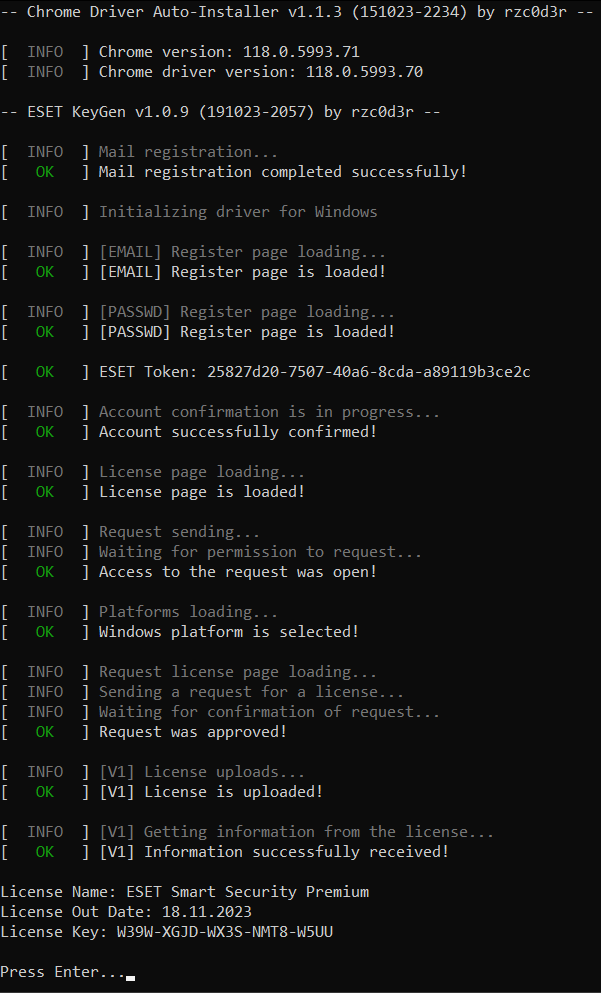 -- Chrome Driver Auto-Installer v1.1.3 (151023-2234) by rzc0d3r --
[  INFO  ] Chrome version: 118.0.5993.71
[  INFO  ] Chrome driver version: 118.0.5993.70
-- ESET KeyGen v1.0.9 (191023-2057) by rzc0d3r --
[  INFO  ] Mail registration...
[   OK   ] Mail registration completed successfully!
[  INFO  ] Initializing driver for Windows
[  INFO  ] [EMAIL] Register page loading...
[   OK   ] [EMAIL] Register page is loaded!
[  INFO  ] [PASSWD] Register page loading...
[   OK   ] [PASSWD] Register page is loaded!
[   OK   ] ESET Token: 25827d20-7507-40a6-8cda-a89119b3ce2c
[  INFO  ] Account confirmation is in progress...
[   OK   ] Account successfully confirmed!
[  INFO  ] License page loading...
[   OK   ] License page is loaded!
[  INFO  ] Request sending...
[  INFO  ] Waiting for permission to request...
[   OK   ] Access to the request was open!
[  INFO  ] Platforms loading...
[   OK   ] Windows platform is selected!
[  INFO  ] Request license page loading...
[  INFO  ] Sending a request for a license...
[  INFO  ] Waiting for confirmation of request...
[   OK   ] Request was approved!
[  INFO  ] [V1] License uploads...
[   OK   ] [V1] License is uploaded!
[  INFO  ] [V1] Getting information from the license...
[   OK   ] [V1] Information successfully received!
License Name: ESET Smart Security Premium
License Out Date: 18.11.2023
License Key: W39W-XGJD-WX3S-NMT8-W5UU
Press Enter...